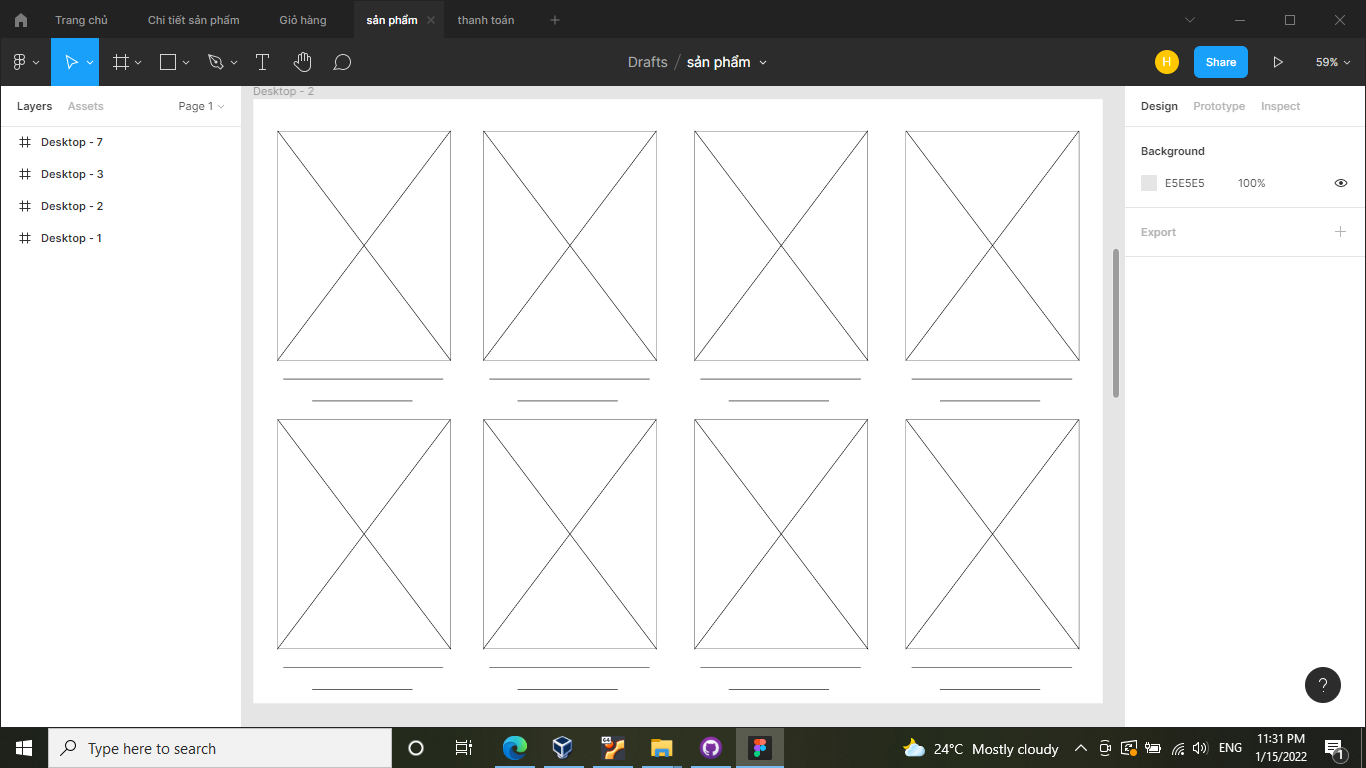 Trang chủ
Chi tiết sản phẩm
Giỏ hàng
sản phẩm
thanh toán
Drafts / sản phẩm
H
Share
59%
Layers
Assets
Page 1
Desktop - 7
Desktop - 3
Desktop - 2
Desktop - 1
Desktop - 2
Design
Prototype
Inspect
Background
E5E5E5
100%
Export
?
Type here to search
64
24°C Mostly cloudy
ENG
11:31 PM
1/15/2022
1